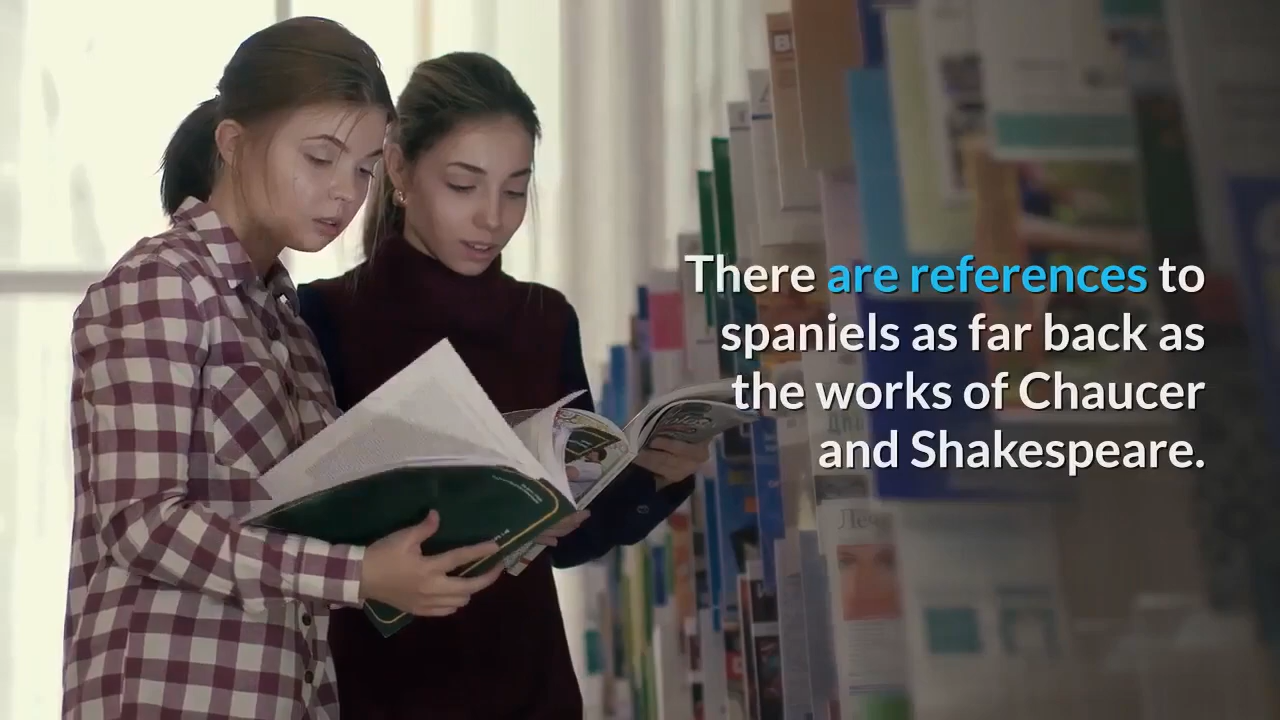 There are references to
spaniels as far back as
the works of Chaucer
and Shakespeare.
B